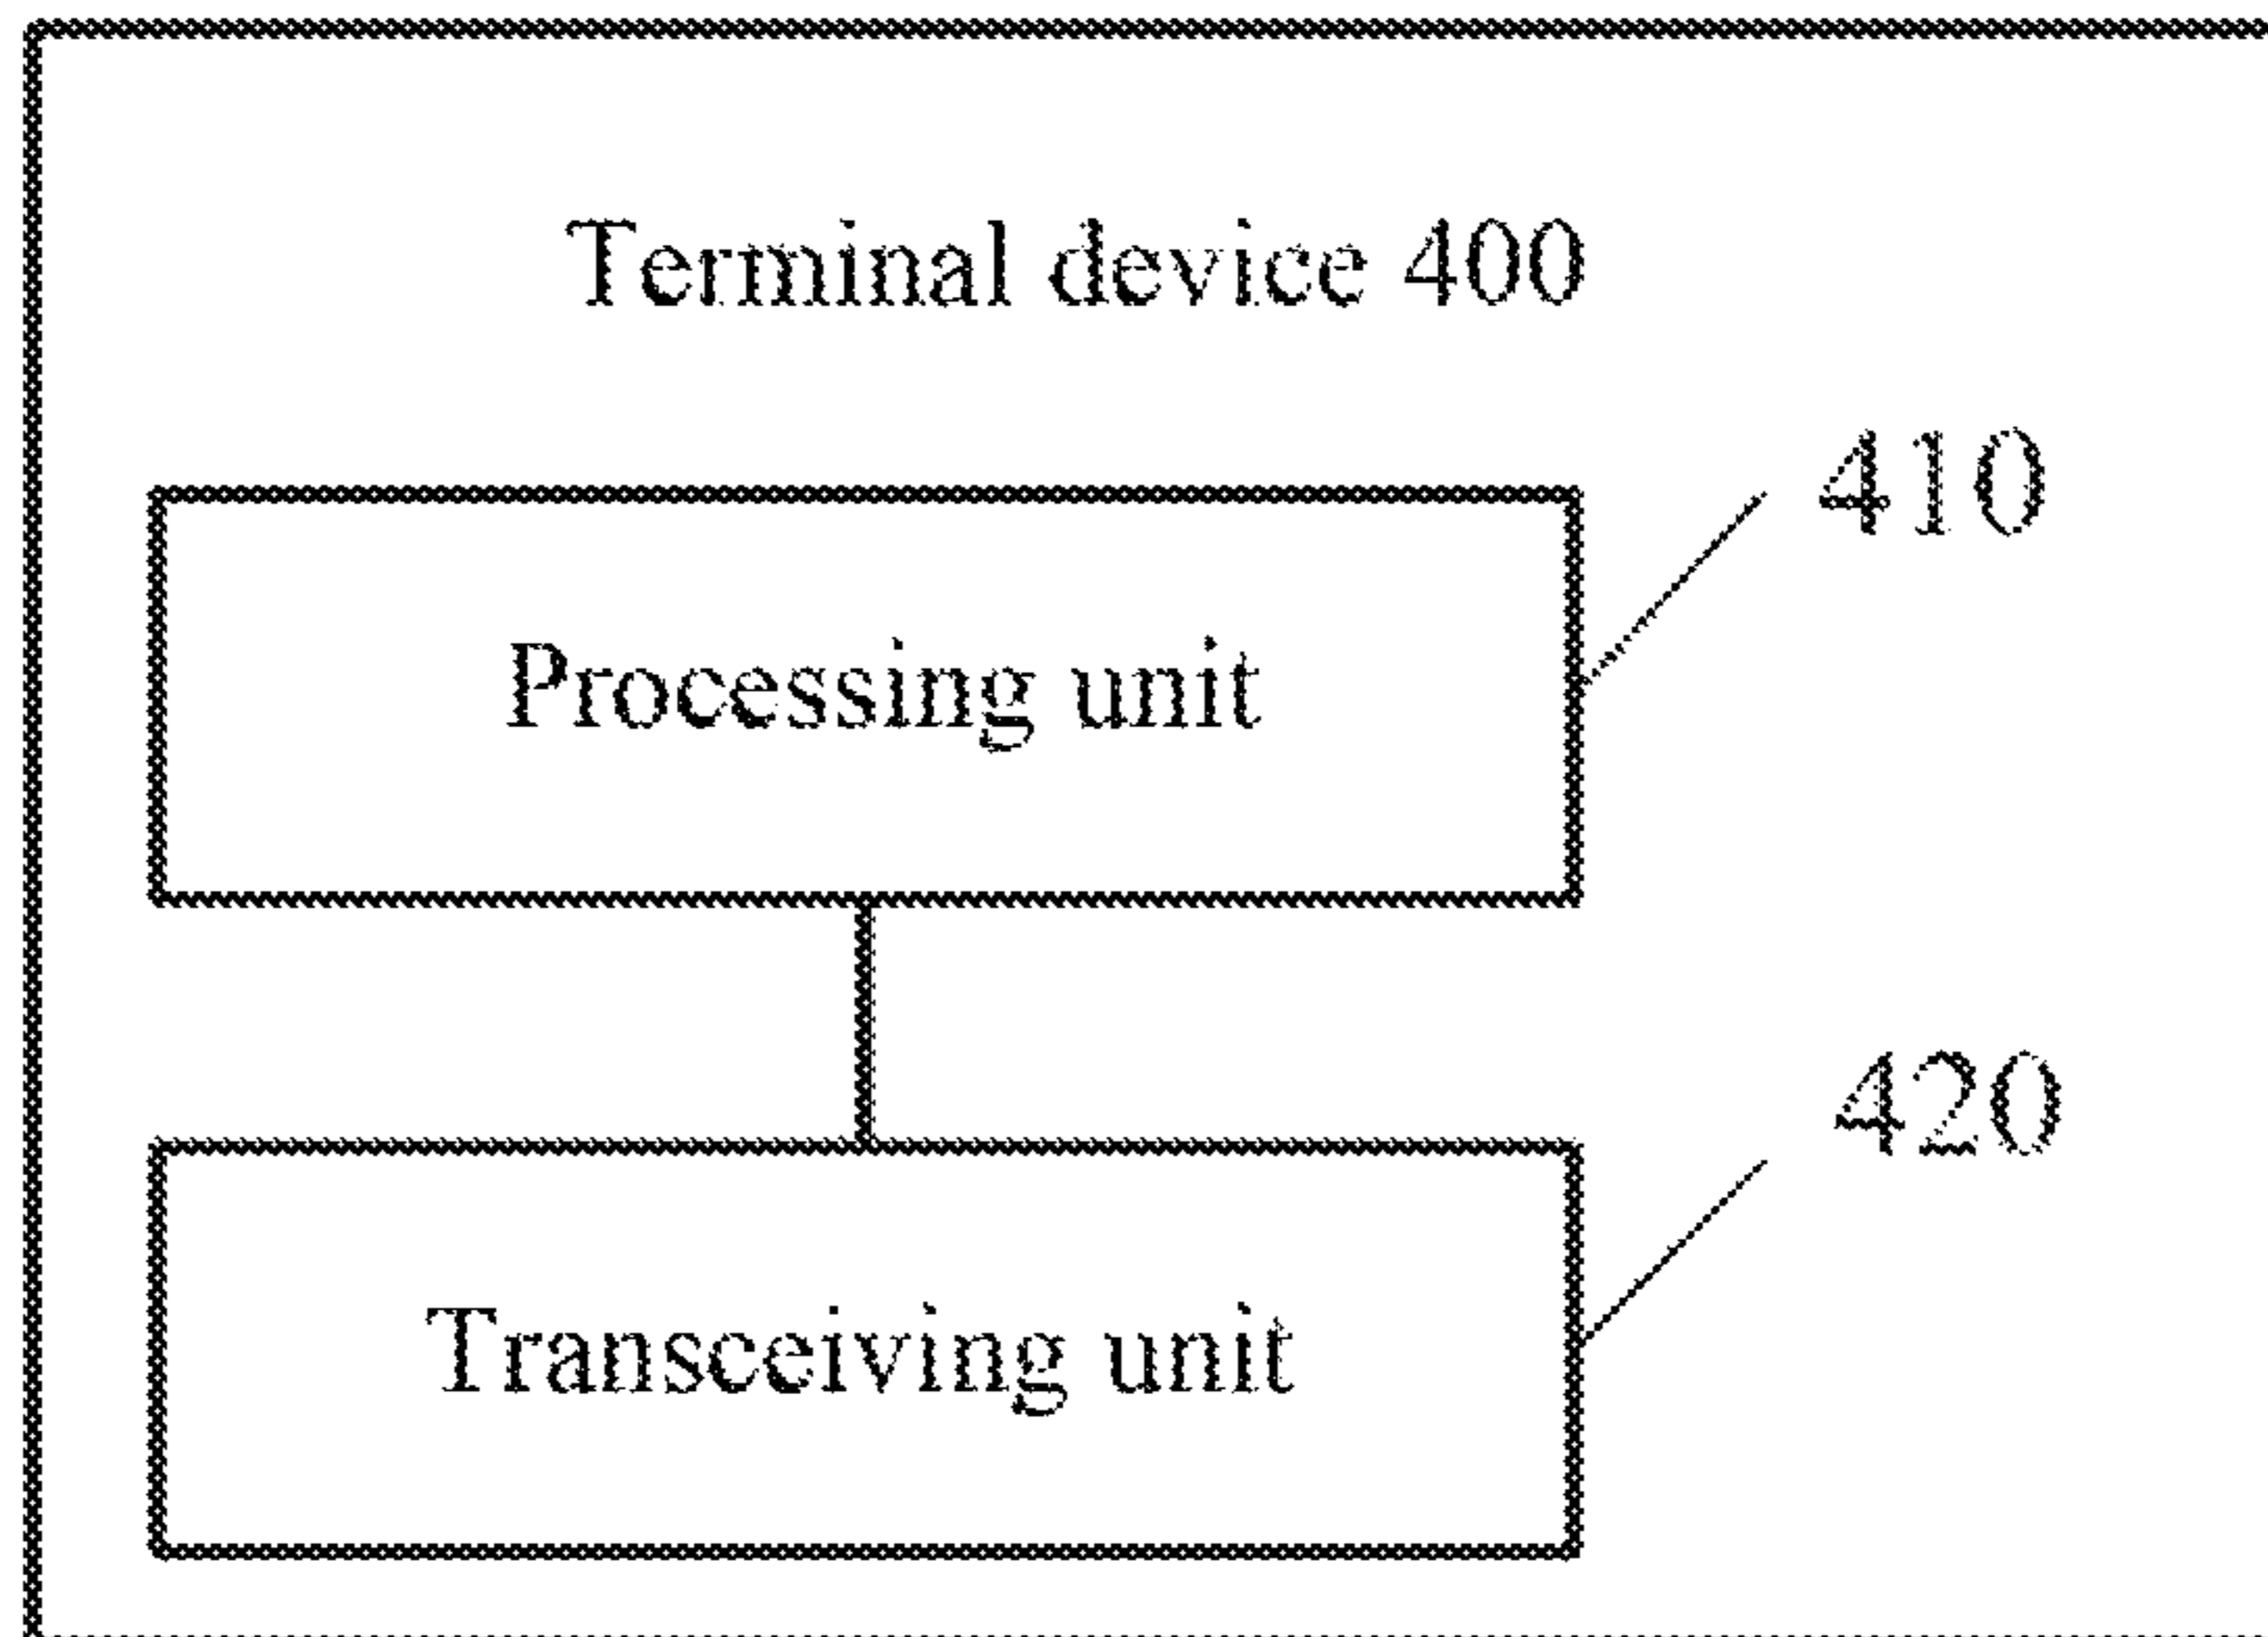 Terminal device 400
410
Processing unit
420
Transceiving unit